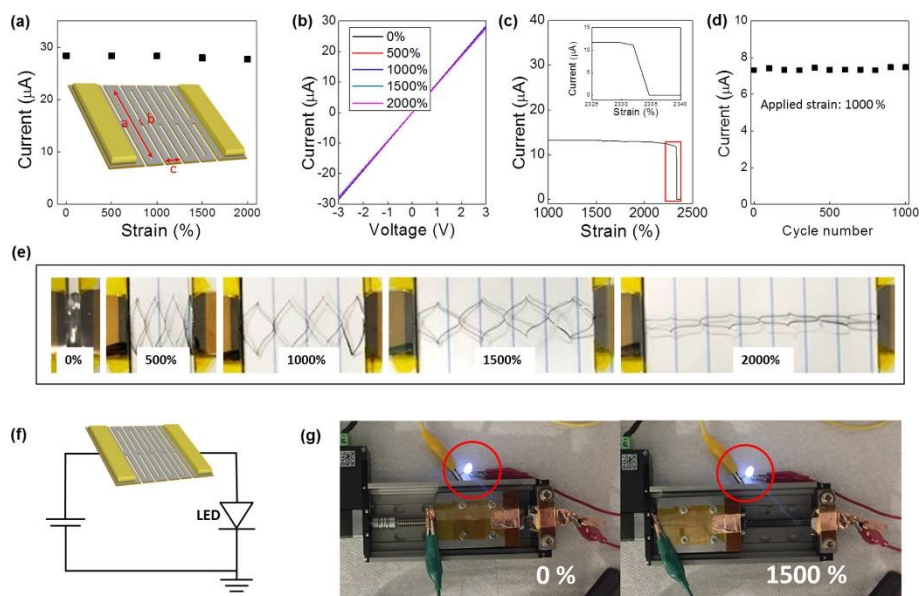 (a)
Current (μA)
40
30
20
10
0
a
b
c
0 500 1000 1500 2000
Strain (%)
(b)
Current (μA)
30
20
10
0
-10
-20
-30
0%
500%
1000%
1500%
2000%
-3 -2 -1 0 1 2 3
Voltage (V)
(c)
Current (μA)
40
30
20
10
0
Current (μA)
15
10
5
0
2325 2330 2335 2340
Strain (%)
1000 1500 2000 2500
Strain (%)
(d)
Current (μA)
10
8
6
4
2
0
Applied strain: 1000 %
0 500 1000
Cycle number
(e)
0%
500%
1000%
1500%
2000%
(f)
LED
(g)
0 %
1500 %